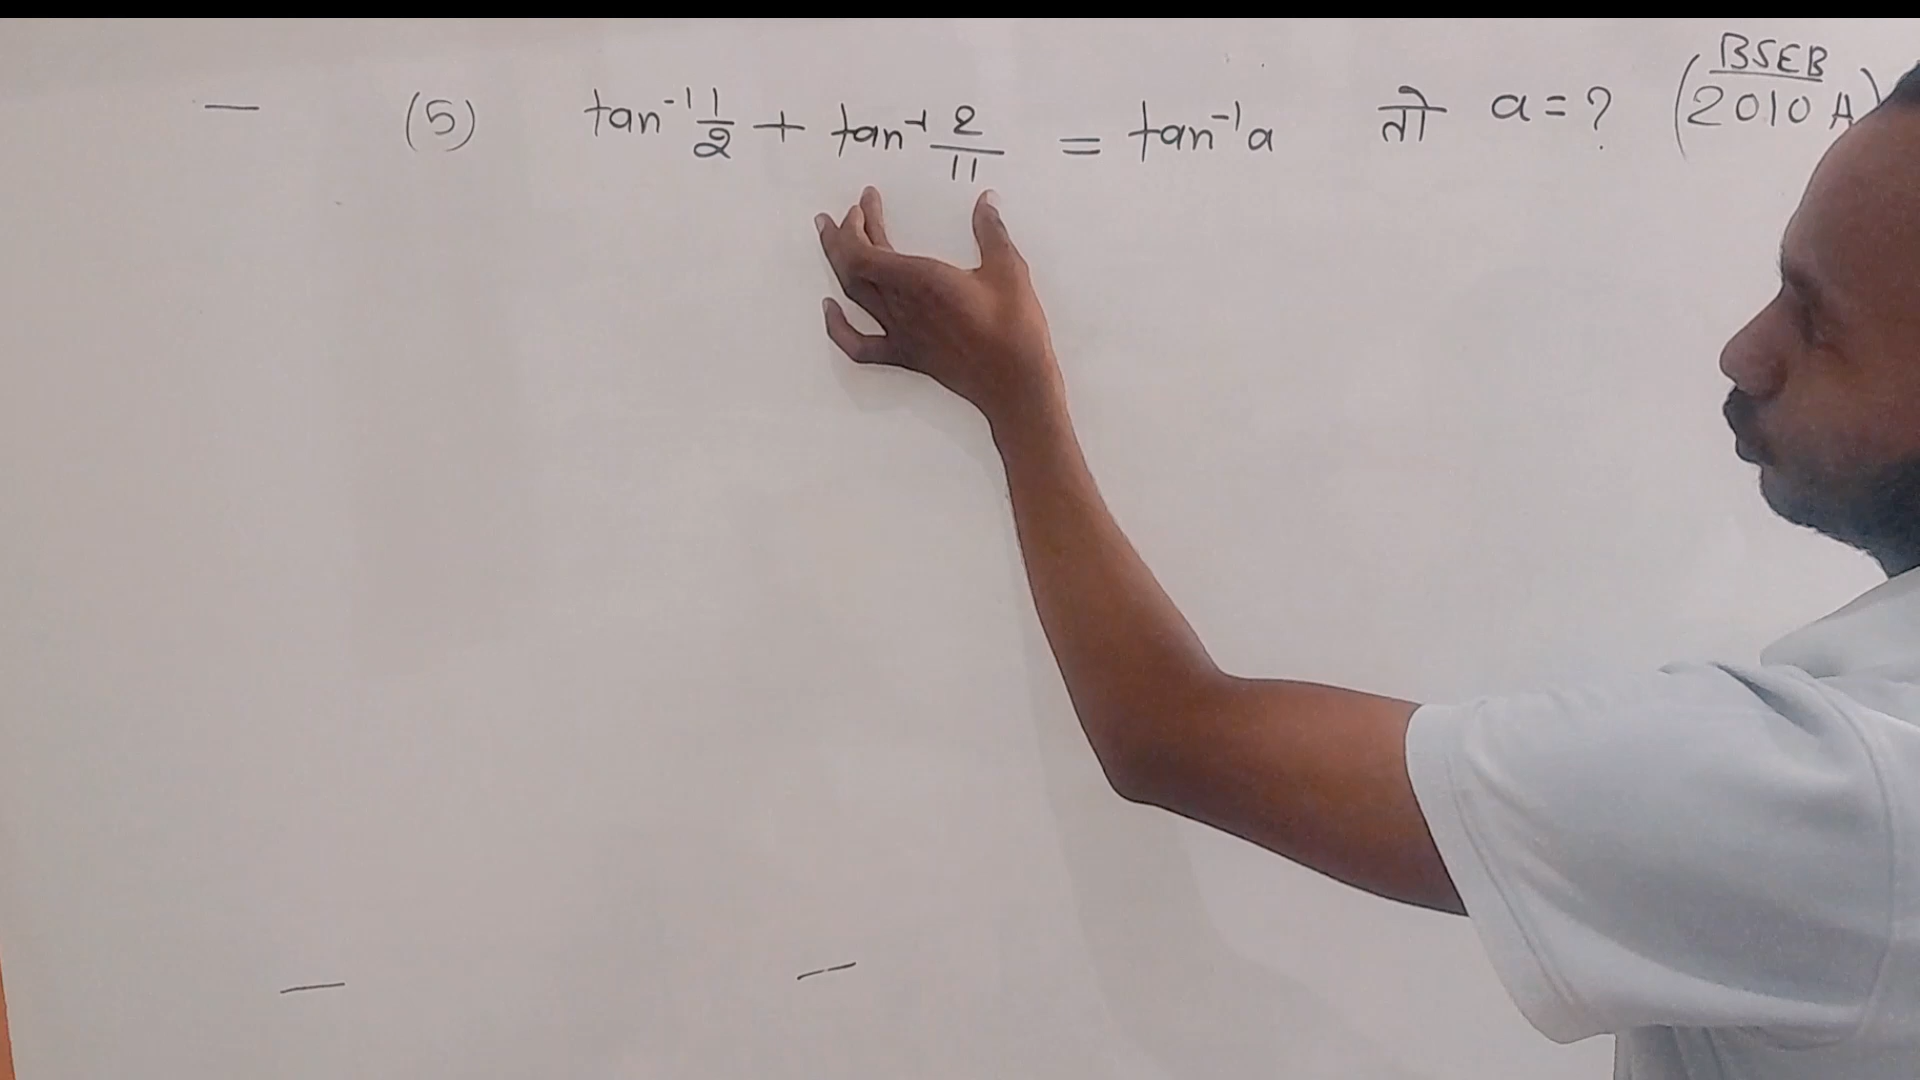 (5) tan⁻¹ 1/2 + tan⁻¹ 2/11 = tan⁻¹a तो a = ? (BSEB 2010 A)